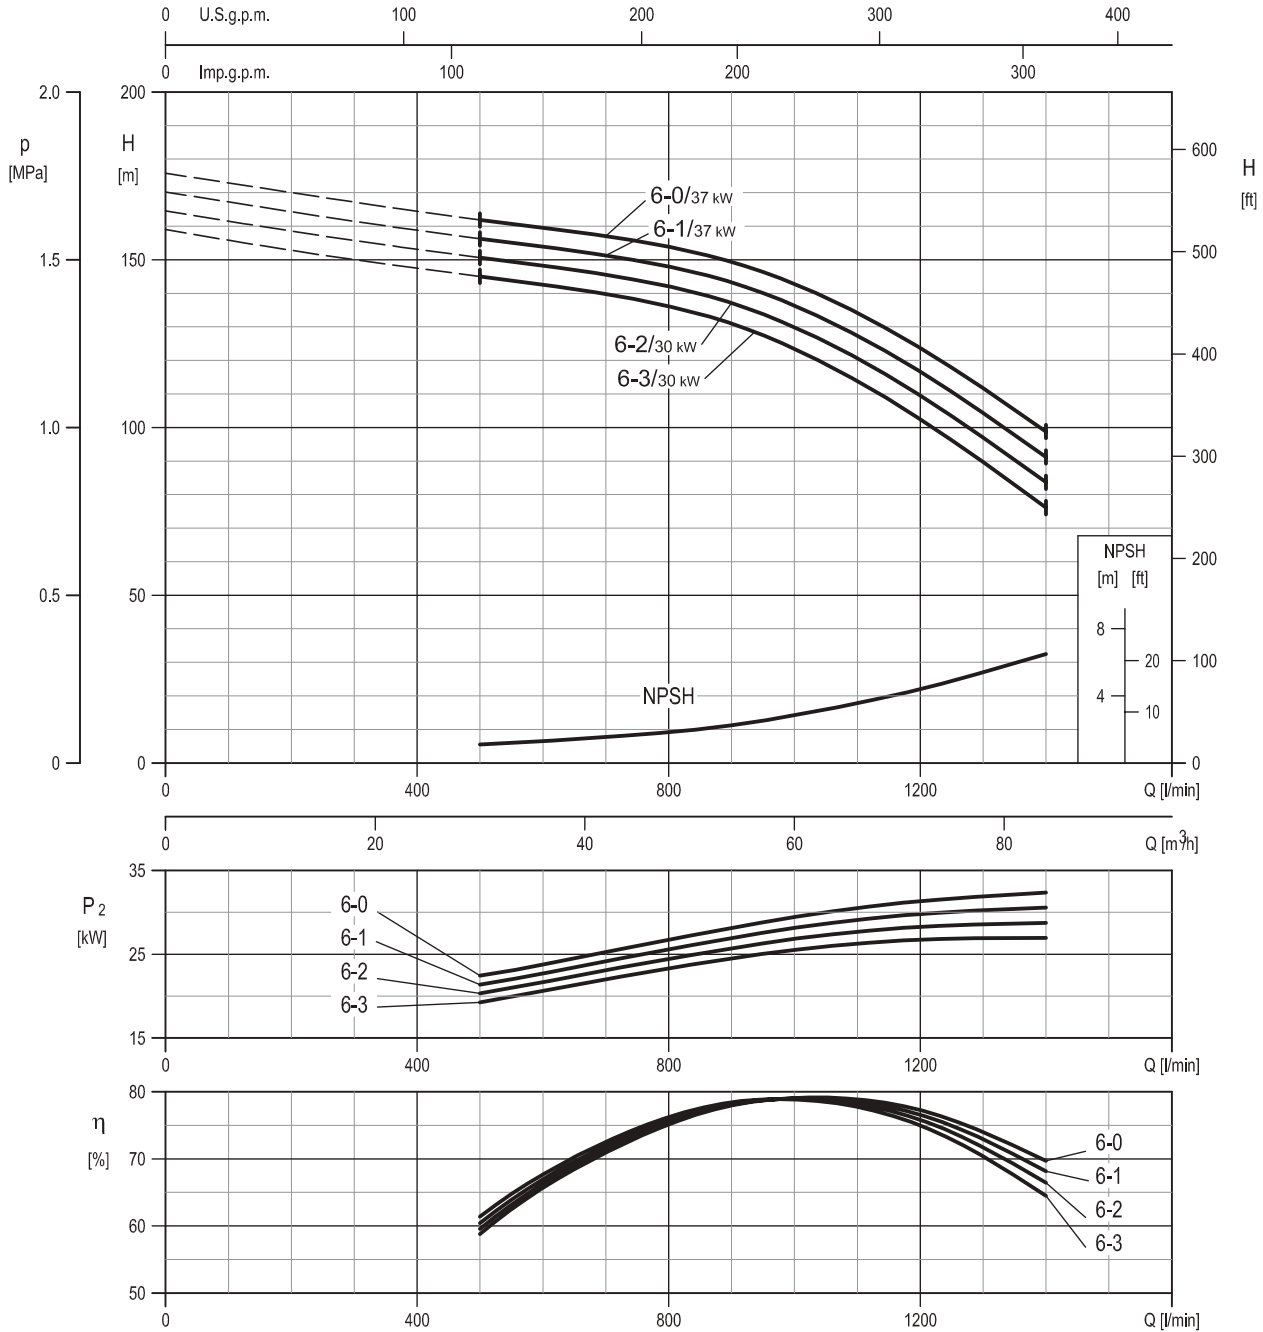 0 U.S.g.p.m. 100 200 300 400
0 Imp.g.p.m. 100 200 300
2.0 200
p H
[MPa] [m]
600
H
[ft]
6-0/37 kW
6-1/37 kW
500
1.5 150
6-2/30 kW
400
6-3/30 kW
1.0 100
300
NPSH
[m] [ft]
200
0.5 50
8
20
100
NPSH
4
10
0 0 0
0 400 800 1200 Q [l/min]
0 20 40 60 80 Q [m³/h]
35
P2
[kW]
6-0
6-1
25
6-2
6-3
15
0 400 800 1200 Q [l/min]
80
η
[%]
70
6-0
6-1
6-2
60
6-3
50
0 400 800 1200 Q [l/min]